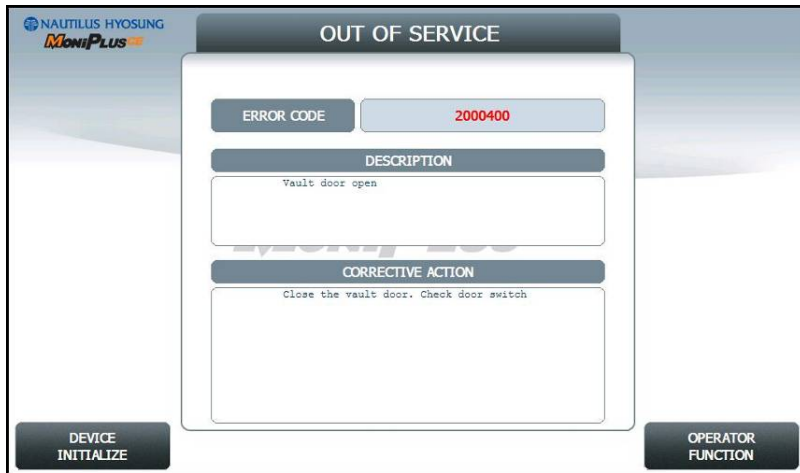 NAUTILUS HYOSUNG
MoniPlus CE
OUT OF SERVICE
ERROR CODE
2000400
DESCRIPTION
Vault door open
CORRECTIVE ACTION
Close the vault door. Check door switch
DEVICE
INITIALIZE
OPERATOR
FUNCTION